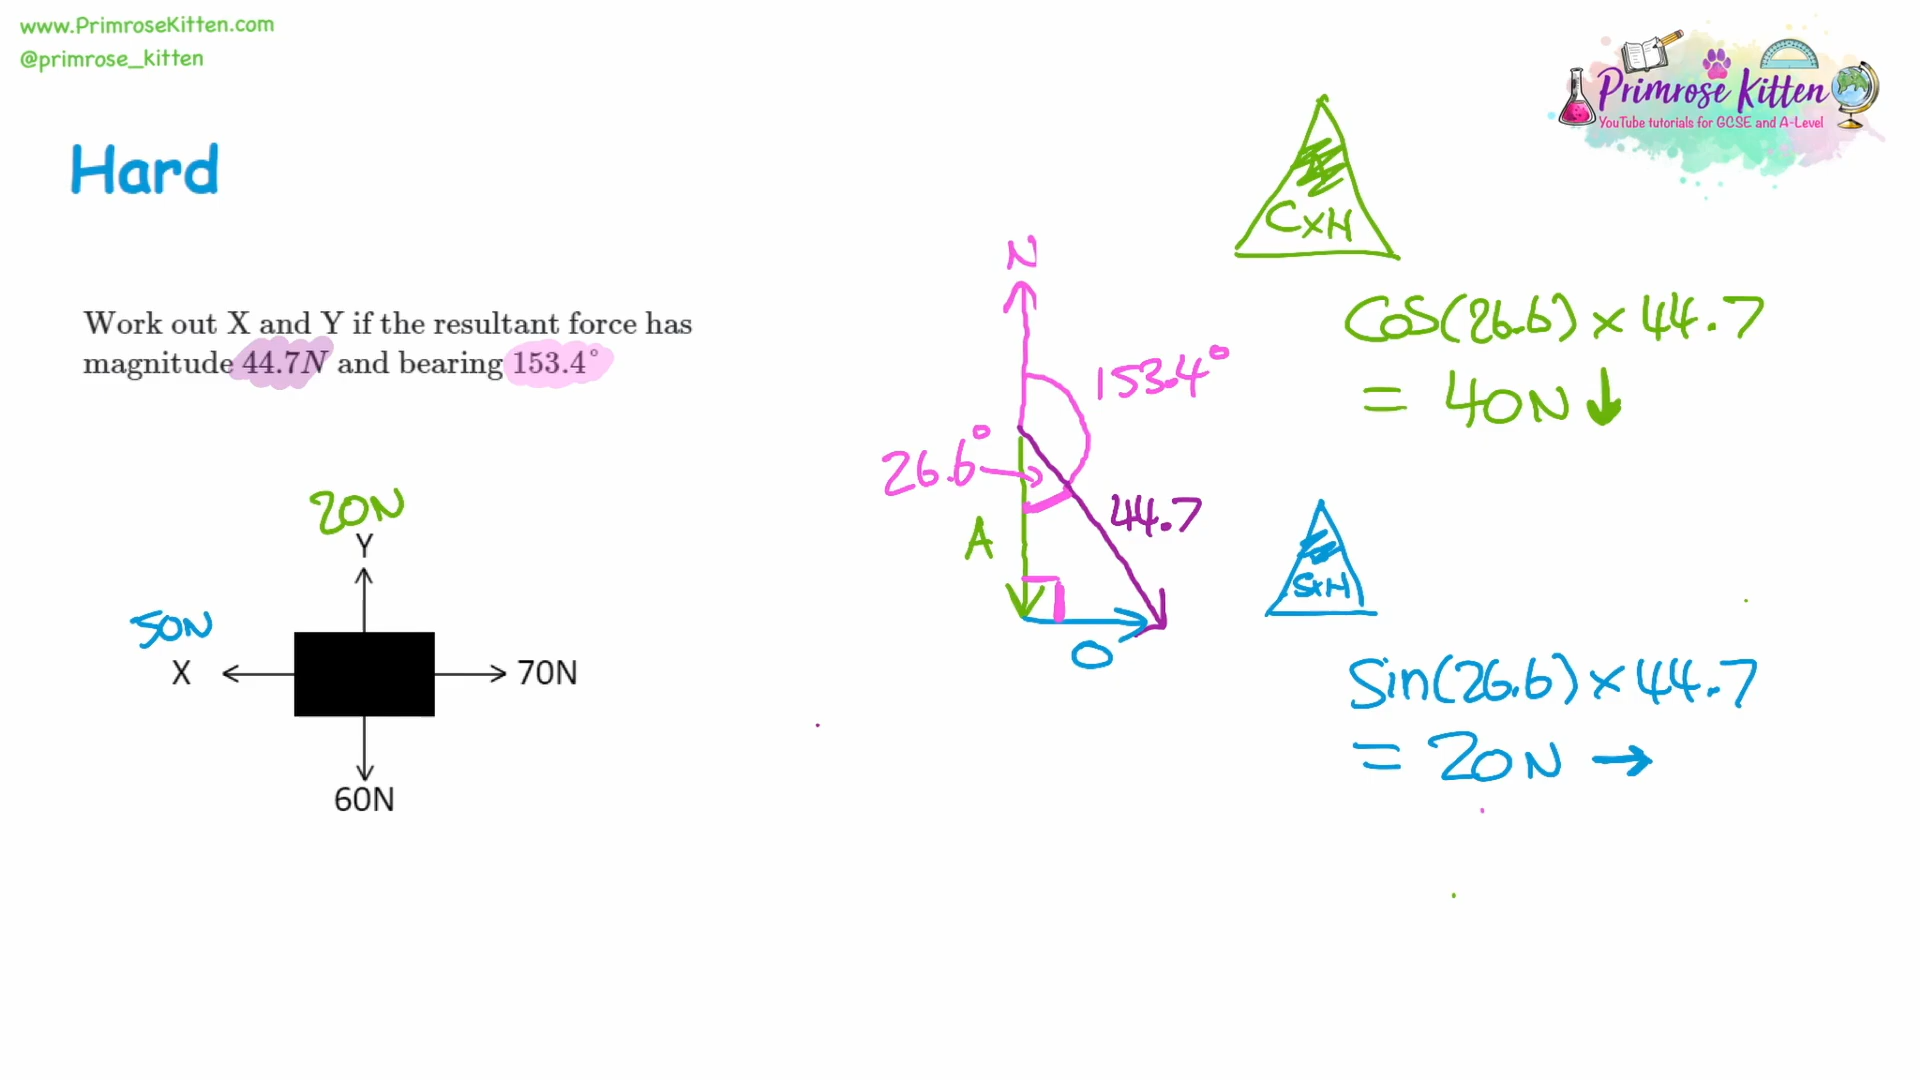 www.PrimroseKitten.com
@primrose_kitten
Primrose Kitten
YouTube tutorials for GCSE and A-Level
Hard
Work out X and Y if the resultant force has
magnitude 44.7N and bearing 153.4°
20N
Y
50N
X
70N
60N
N
153.4°
26.6°
44.7
A
O
CxH
Cos(26.6) × 44.7
= 40N ↓
SxH
Sin(26.6) × 44.7
= 20N →